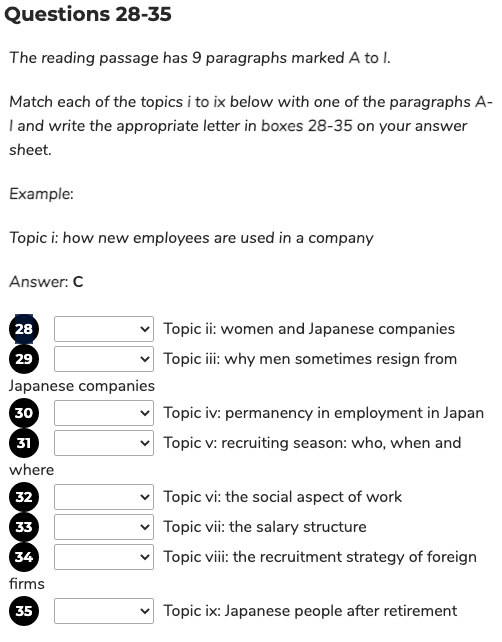 Questions 28-35
The reading passage has 9 paragraphs marked A to I.
Match each of the topics i to ix below with one of the paragraphs A-
I and write the appropriate letter in boxes 28-35 on your answer
sheet.
Example:
Topic i: how new employees are used in a company
Answer: C
28 Topic ii: women and Japanese companies
29 Topic iii: why men sometimes resign from
Japanese companies
30 Topic iv: permanency in employment in Japan
31 Topic v: recruiting season: who, when and
where
32 Topic vi: the social aspect of work
33 Topic vii: the salary structure
34 Topic viii: the recruitment strategy of foreign
firms
35 Topic ix: Japanese people after retirement